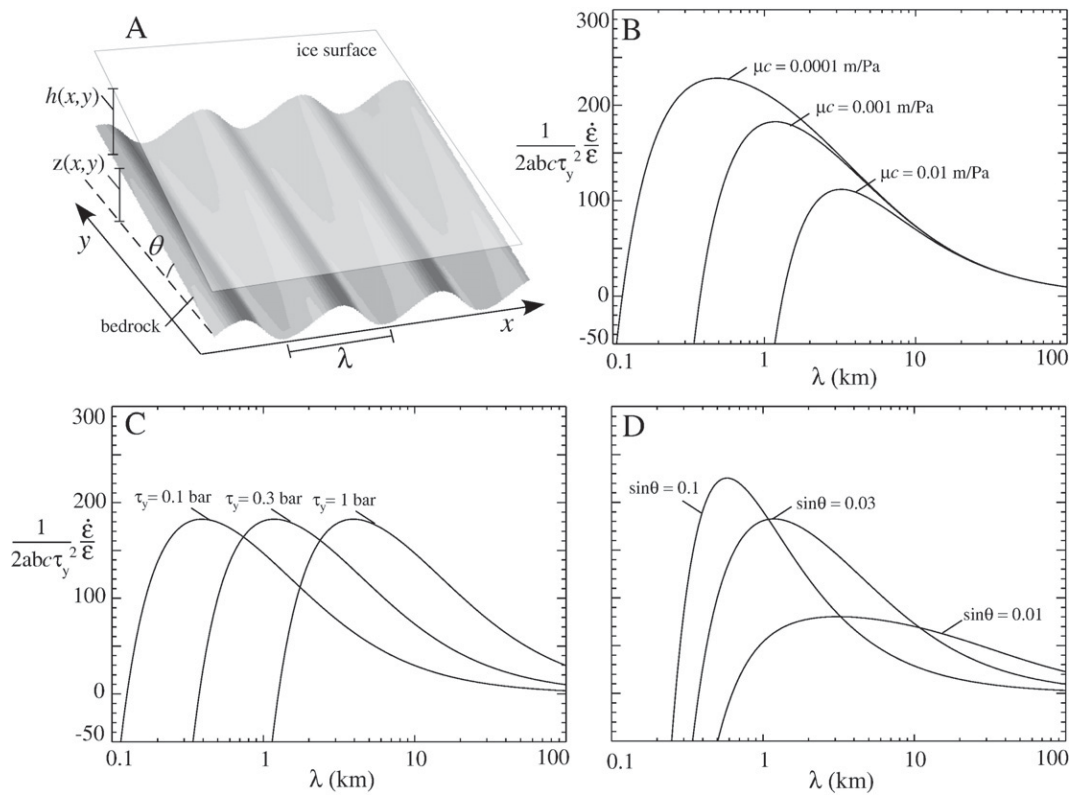 A
ice surface
h(x,y)
z(x,y)
y
θ
bedrock
x
λ
B
300
200
100
0
-50
1
2abcτy²
ε̇
ε
μc = 0.0001 m/Pa
μc = 0.001 m/Pa
μc = 0.01 m/Pa
0.1 1 10 100
λ (km)
C
300
200
100
0
-50
1
2abcτy²
ε̇
ε
τy= 0.1 bar τy= 0.3 bar τy= 1 bar
0.1 1 10 100
λ (km)
D
sinθ = 0.1
sinθ = 0.03
sinθ = 0.01
0.1 1 10 100
λ (km)